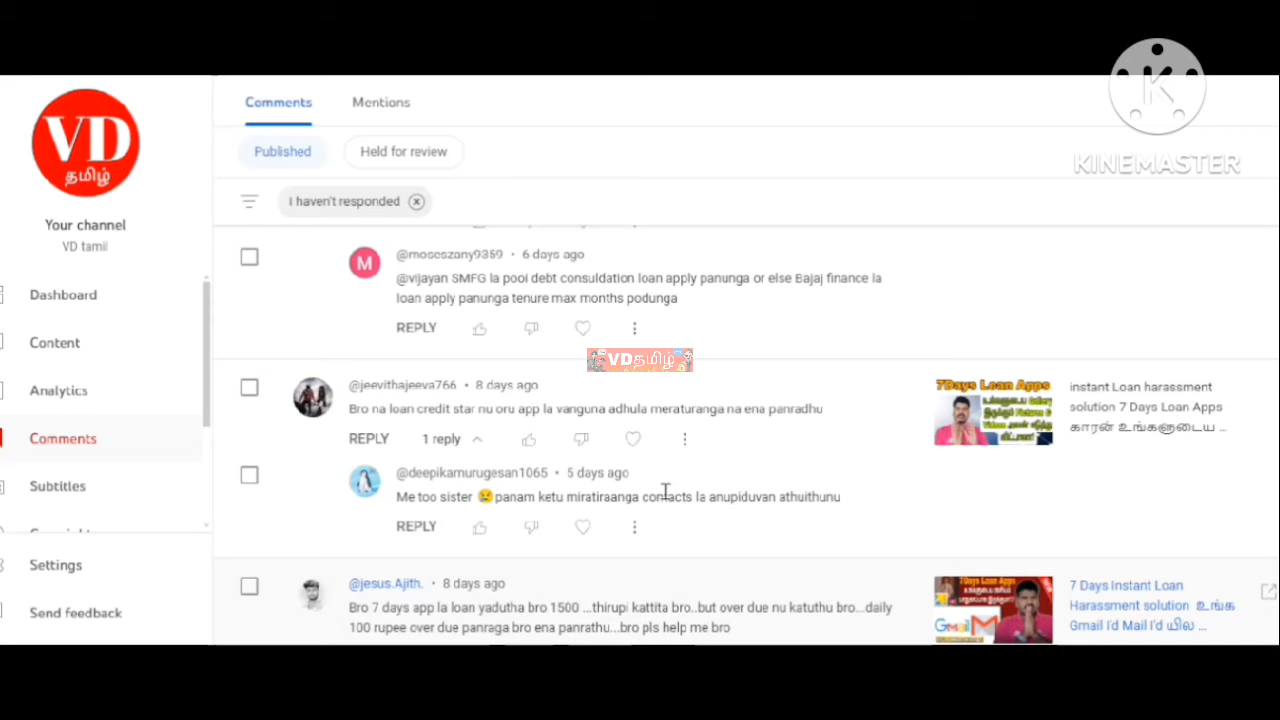 KINEMASTER
VD
தமிழ்
Your channel
VD tamil
Dashboard
Content
Analytics
Comments
Subtitles
Settings
Send feedback
Comments
Mentions
Published
Held for review
I haven't responded
M
@moseszany9359 • 6 days ago
@vijayan SMFG la pooi debt consuldation loan apply panunga or else Bajaj finance la
loan apply panunga tenure max months podunga
REPLY
VDதமிழ்
@jeevithajeeva766 • 8 days ago
Bro na loan credit star nu oru app la vanguna adhula meraturanga na ena panradhu
REPLY 1 reply
7Days Loan Apps
instant Loan harassment
solution 7 Days Loan Apps
காரன் உங்களுடைய ...
@deepikamurugesan1065 • 5 days ago
Me too sister 😢panam ketu miratiraanga contacts la anupiduvan athuithunu
REPLY
@jesus.Ajith. • 8 days ago
Bro 7 days app la loan yadutha bro 1500 ...thirupi kattita bro..but over due nu katuthu bro...daily
100 rupee over due panraga bro ena panrathu...bro pls help me bro
7Days Loan Apps
Gmail
7 Days Instant Loan
Harassment solution உங்க
Gmail I'd Mail I'd யில ...